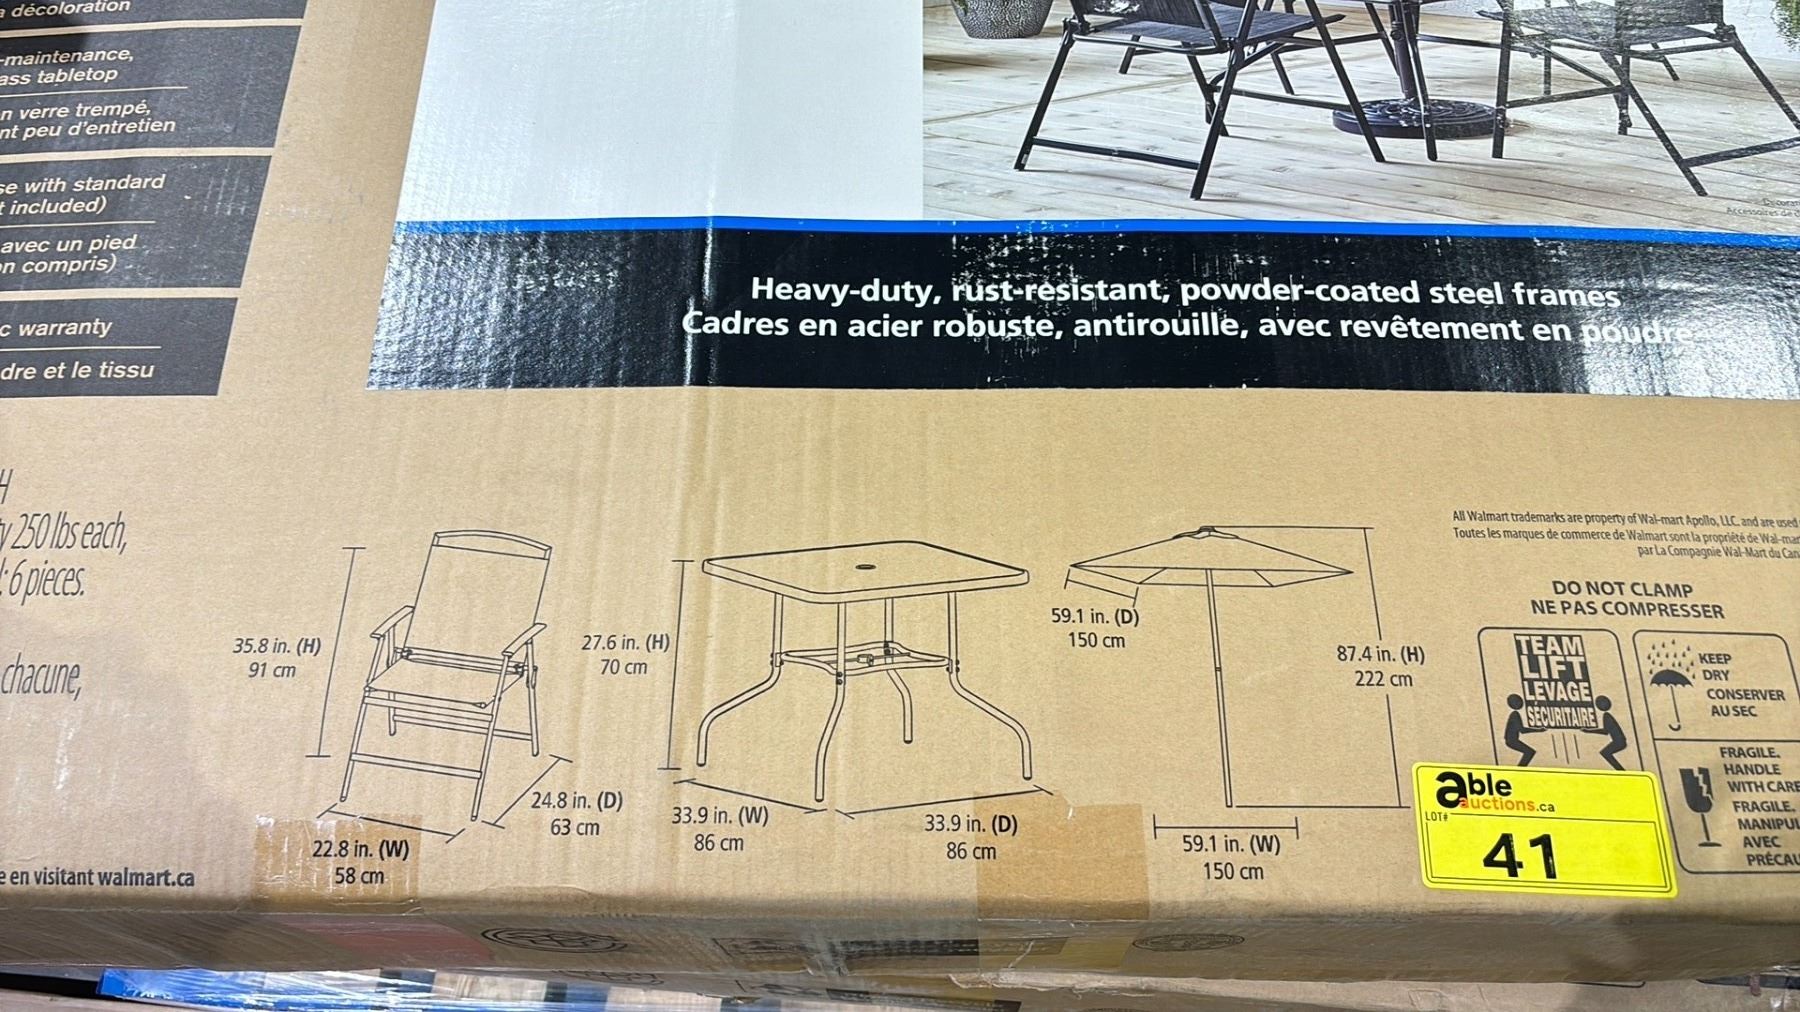 a décoloration
-maintenance,
ass tabletop
n verre trempé,
nt peu d'entretien
se with standard
t included)
avec un pied
on compris)
c warranty
dre et le tissu
Heavy-duty, rust-resistant, powder-coated steel frames
Cadres en acier robuste, antirouille, avec revêtement en poudre
H
y 250 lbs each,
: 6 pieces.
chacune,
e en visitant walmart.ca
35.8 in. (H)
91 cm
24.8 in. (D)
63 cm
22.8 in. (W)
58 cm
27.6 in. (H)
70 cm
33.9 in. (W)
86 cm
33.9 in. (D)
86 cm
59.1 in. (D)
150 cm
87.4 in. (H)
222 cm
59.1 in. (W)
150 cm
All Walmart trademarks are property of Wal-mart Apollo, LLC. and are used
Toutes les marques de commerce de Walmart sont la propriété de Wal-mar
par La Compagnie Wal-Mart du Can
DO NOT CLAMP
NE PAS COMPRESSER
TEAM
LIFT
LEVAGE
SÉCURITAIRE
KEEP
DRY
CONSERVER
AU SEC
FRAGILE.
HANDLE
WITH CARE
FRAGILE.
MANIPUL
AVEC
PRÉCAU
able
auctions.ca
LOT#
41